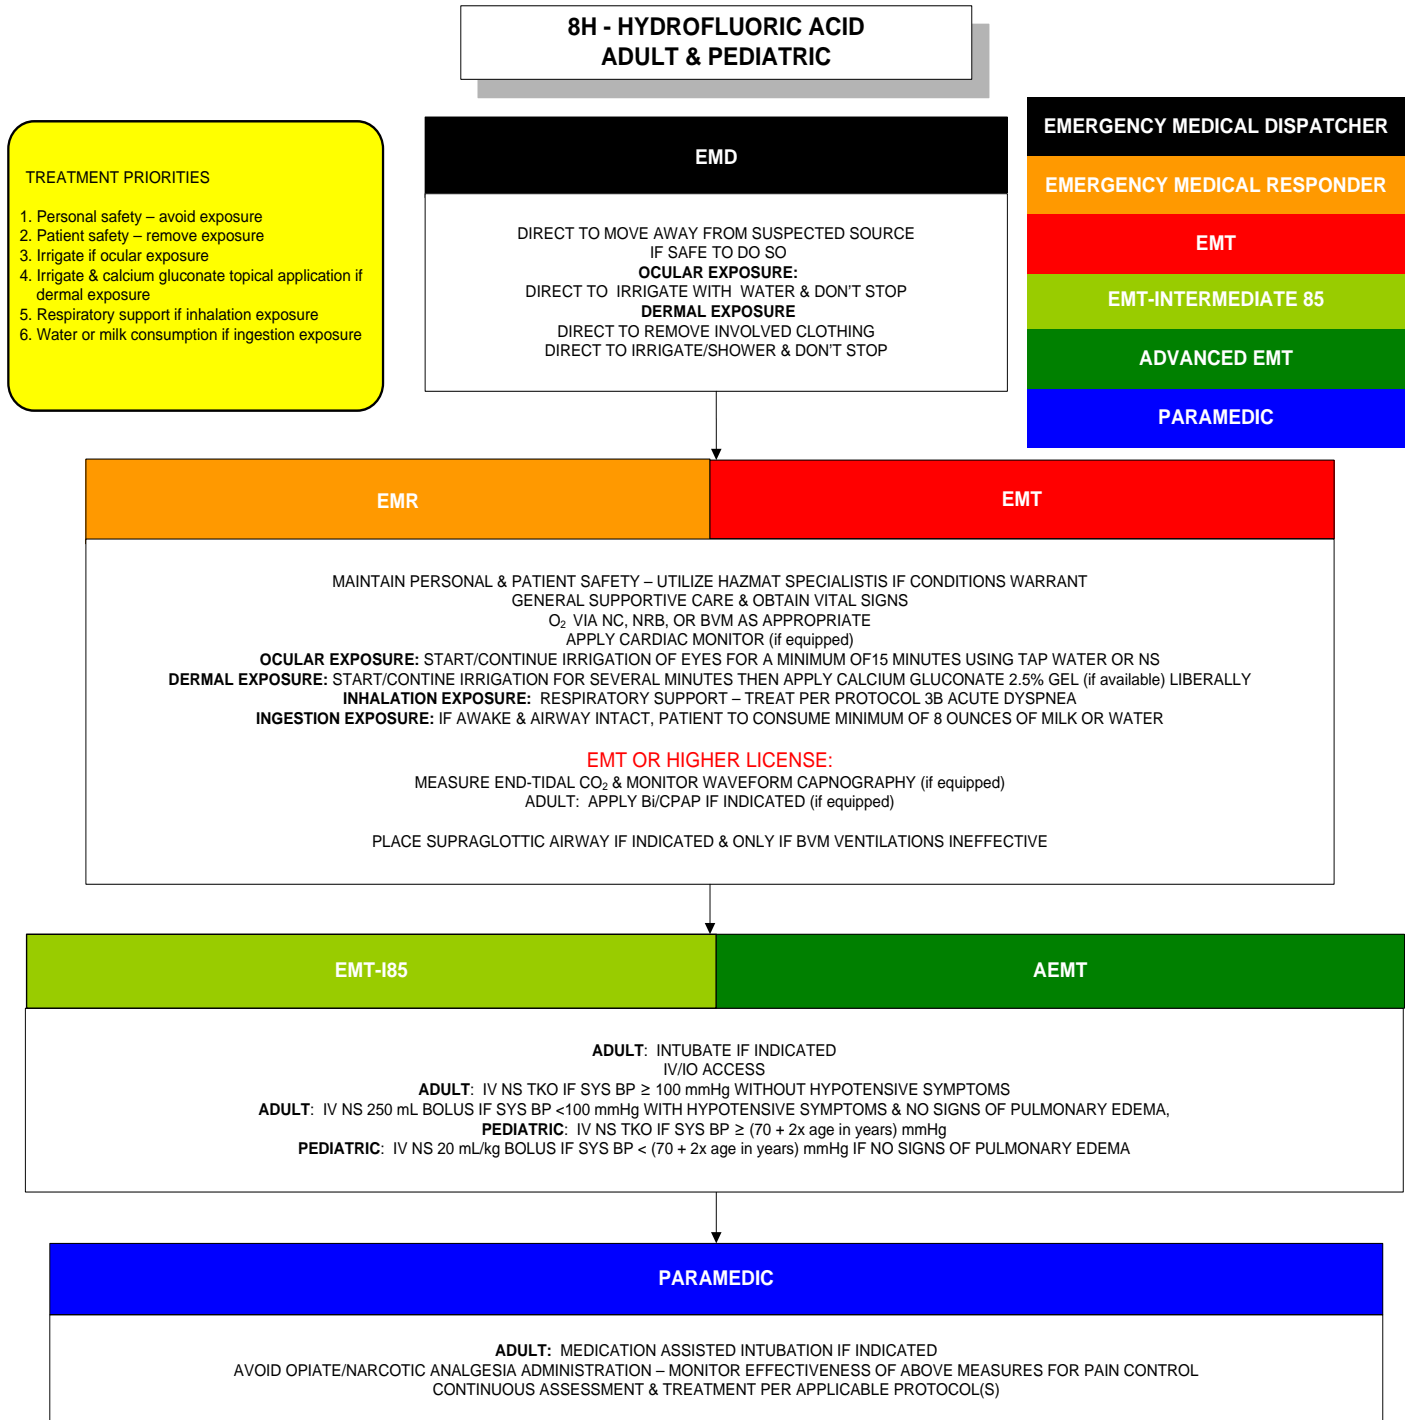 8H - HYDROFLUORIC ACID
ADULT & PEDIATRIC
TREATMENT PRIORITIES
1. Personal safety – avoid exposure
2. Patient safety – remove exposure
3. Irrigate if ocular exposure
4. Irrigate & calcium gluconate topical application if
dermal exposure
5. Respiratory support if inhalation exposure
6. Water or milk consumption if ingestion exposure
EMD
DIRECT TO MOVE AWAY FROM SUSPECTED SOURCE
IF SAFE TO DO SO
OCULAR EXPOSURE:
DIRECT TO IRRIGATE WITH WATER & DON'T STOP
DERMAL EXPOSURE
DIRECT TO REMOVE INVOLVED CLOTHING
DIRECT TO IRRIGATE/SHOWER & DON'T STOP
EMERGENCY MEDICAL DISPATCHER
EMERGENCY MEDICAL RESPONDER
EMT
EMT-INTERMEDIATE 85
ADVANCED EMT
PARAMEDIC
EMR
EMT
MAINTAIN PERSONAL & PATIENT SAFETY – UTILIZE HAZMAT SPECIALISTIS IF CONDITIONS WARRANT
GENERAL SUPPORTIVE CARE & OBTAIN VITAL SIGNS
O₂ VIA NC, NRB, OR BVM AS APPROPRIATE
APPLY CARDIAC MONITOR (if equipped)
OCULAR EXPOSURE: START/CONTINUE IRRIGATION OF EYES FOR A MINIMUM OF15 MINUTES USING TAP WATER OR NS
DERMAL EXPOSURE: START/CONTINE IRRIGATION FOR SEVERAL MINUTES THEN APPLY CALCIUM GLUCONATE 2.5% GEL (if available) LIBERALLY
INHALATION EXPOSURE: RESPIRATORY SUPPORT – TREAT PER PROTOCOL 3B ACUTE DYSPNEA
INGESTION EXPOSURE: IF AWAKE & AIRWAY INTACT, PATIENT TO CONSUME MINIMUM OF 8 OUNCES OF MILK OR WATER
EMT OR HIGHER LICENSE:
MEASURE END-TIDAL CO₂ & MONITOR WAVEFORM CAPNOGRAPHY (if equipped)
ADULT: APPLY Bi/CPAP IF INDICATED (if equipped)
PLACE SUPRAGLOTTIC AIRWAY IF INDICATED & ONLY IF BVM VENTILATIONS INEFFECTIVE
EMT-I85
AEMT
ADULT: INTUBATE IF INDICATED
IV/IO ACCESS
ADULT: IV NS TKO IF SYS BP ≥ 100 mmHg WITHOUT HYPOTENSIVE SYMPTOMS
ADULT: IV NS 250 mL BOLUS IF SYS BP <100 mmHg WITH HYPOTENSIVE SYMPTOMS & NO SIGNS OF PULMONARY EDEMA,
PEDIATRIC: IV NS TKO IF SYS BP ≥ (70 + 2x age in years) mmHg
PEDIATRIC: IV NS 20 mL/kg BOLUS IF SYS BP < (70 + 2x age in years) mmHg IF NO SIGNS OF PULMONARY EDEMA
PARAMEDIC
ADULT: MEDICATION ASSISTED INTUBATION IF INDICATED
AVOID OPIATE/NARCOTIC ANALGESIA ADMINISTRATION – MONITOR EFFECTIVENESS OF ABOVE MEASURES FOR PAIN CONTROL
CONTINUOUS ASSESSMENT & TREATMENT PER APPLICABLE PROTOCOL(S)